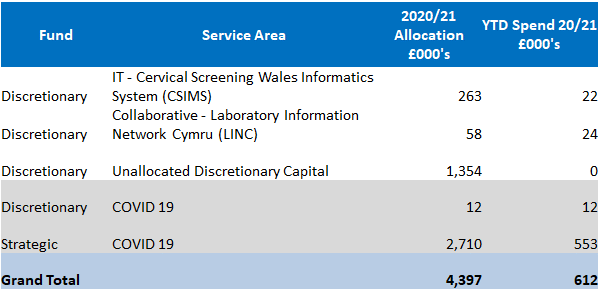 Fund Service Area 2020/21 Allocation £000's YTD Spend 20/21 £000's
IT - Cervical Screening Wales Informatics
Discretionary System (CSIMS) 263 22
Collaborative - Laboratory Information
Discretionary Network Cymru (LINC) 58 24
Discretionary Unallocated Discretionary Capital 1,354 0
Discretionary COVID 19 12 12
Strategic COVID 19 2,710 553
Grand Total 4,397 612